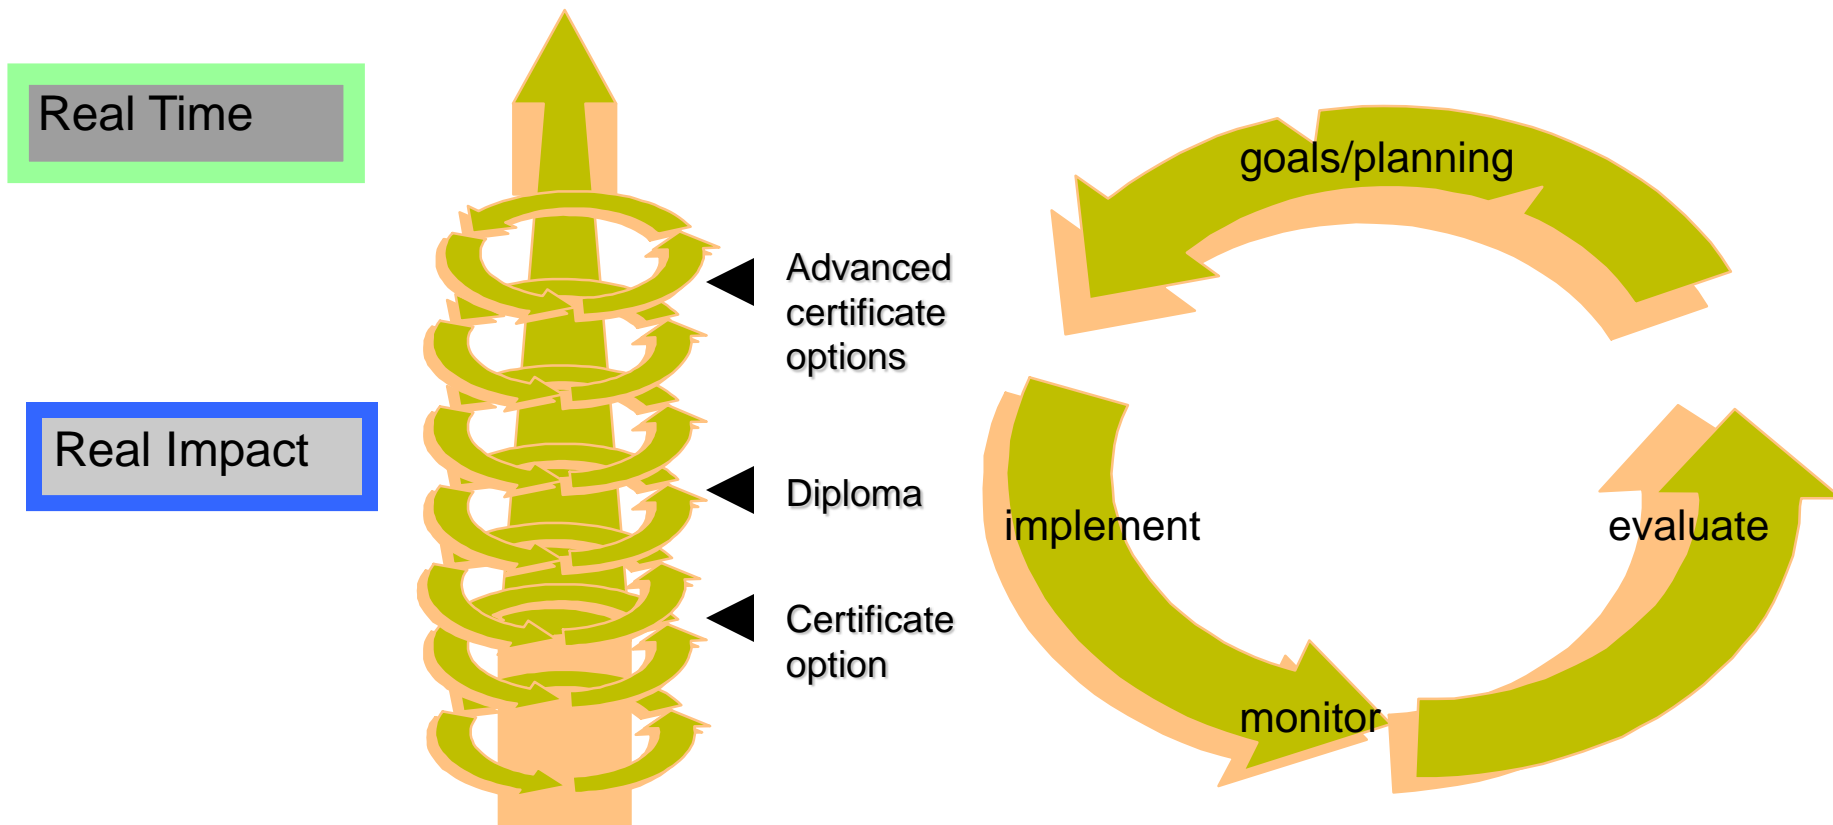 Real Time
Real Impact
Advanced
certificate
options
Diploma
Certificate
option
goals/planning
implement
evaluate
monitor